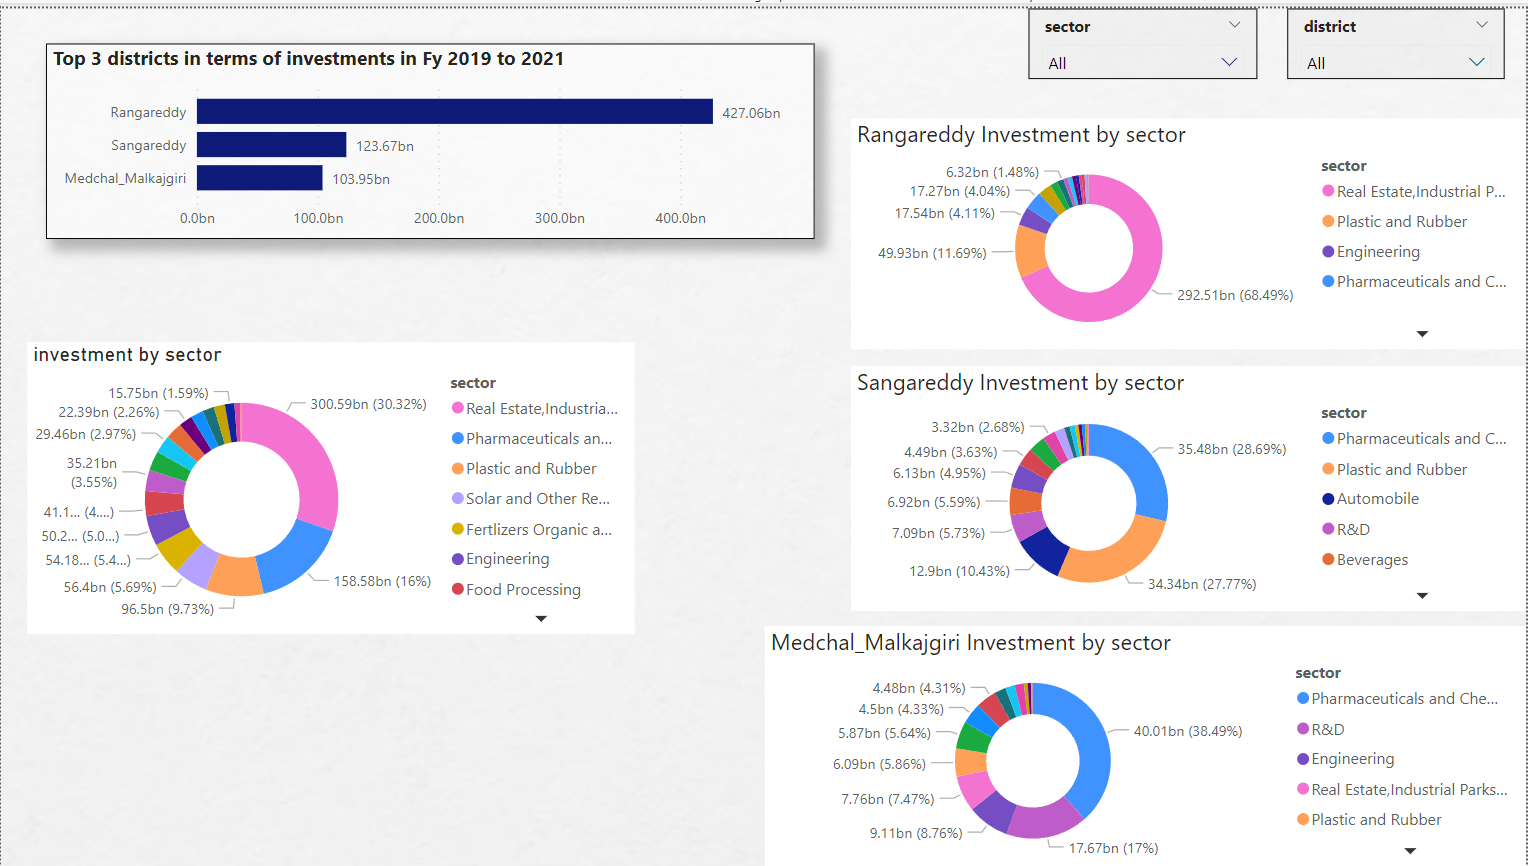 sector
All
district
All
Top 3 districts in terms of investments in Fy 2019 to 2021
Rangareddy
427.06bn
Sangareddy
123.67bn
Medchal_Malkajgiri
103.95bn
0.0bn
100.0bn
200.0bn
300.0bn
400.0bn
Rangareddy Investment by sector
6.32bn (1.48%)
17.27bn (4.04%)
17.54bn (4.11%)
49.93bn (11.69%)
292.51bn (68.49%)
sector
Real Estate,Industrial P...
Plastic and Rubber
Engineering
Pharmaceuticals and C...
investment by sector
15.75bn (1.59%)
22.39bn (2.26%)
29.46bn (2.97%)
35.21bn
(3.55%)
41.1... (4....)
50.2... (5.0...)
54.18... (5.4...)
56.4bn (5.69%)
96.5bn (9.73%)
300.59bn (30.32%)
158.58bn (16%)
sector
Real Estate,Industria...
Pharmaceuticals an...
Plastic and Rubber
Solar and Other Re...
Fertlizers Organic a...
Engineering
Food Processing
Sangareddy Investment by sector
3.32bn (2.68%)
4.49bn (3.63%)
6.13bn (4.95%)
6.92bn (5.59%)
7.09bn (5.73%)
12.9bn (10.43%)
35.48bn (28.69%)
34.34bn (27.77%)
sector
Pharmaceuticals and C...
Plastic and Rubber
Automobile
R&D
Beverages
Medchal_Malkajgiri Investment by sector
4.48bn (4.31%)
4.5bn (4.33%)
5.87bn (5.64%)
6.09bn (5.86%)
7.76bn (7.47%)
9.11bn (8.76%)
40.01bn (38.49%)
17.67bn (17%)
sector
Pharmaceuticals and Che...
R&D
Engineering
Real Estate,Industrial Parks...
Plastic and Rubber